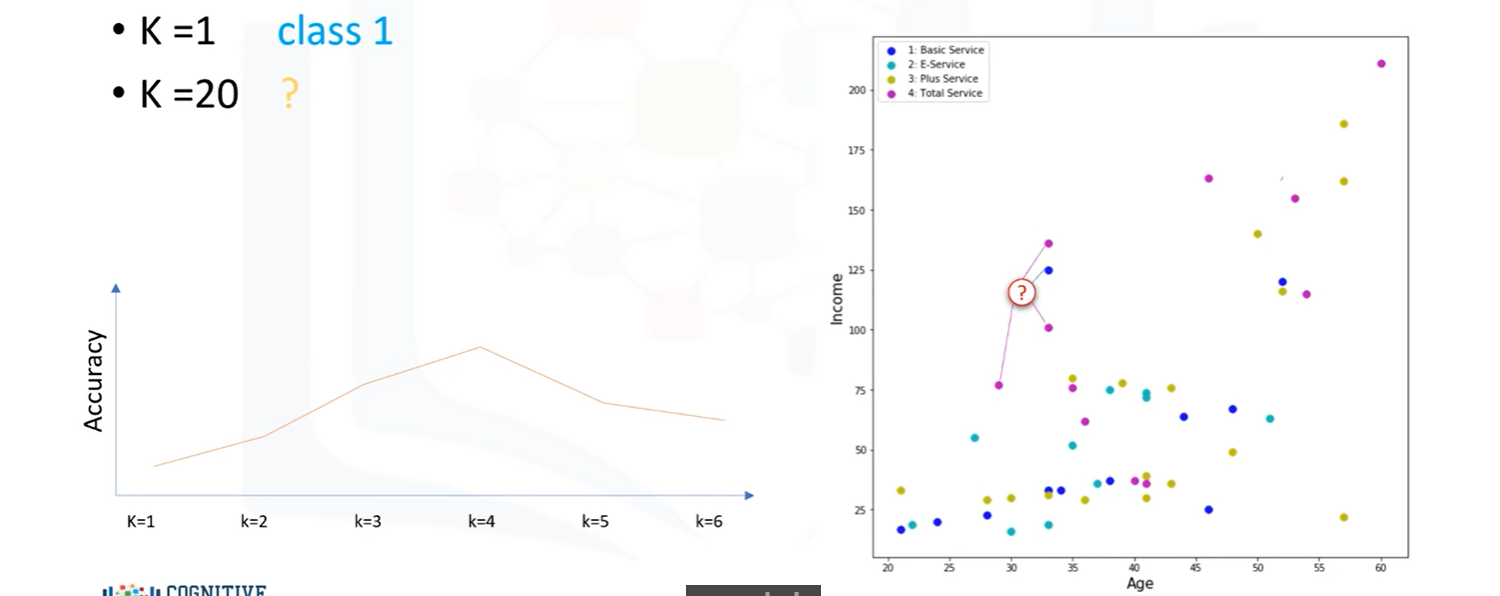 • K =1 class 1
• K =20 ?
Accuracy
K=1 k=2 k=3 k=4 k=5 k=6
COGNITIVE
1: Basic Service
2: E-Service
3: Plus Service
4: Total Service
Income
200
175
150
125
?
100
75
50
25
20 25 30 35 40 45 50 55 60
Age